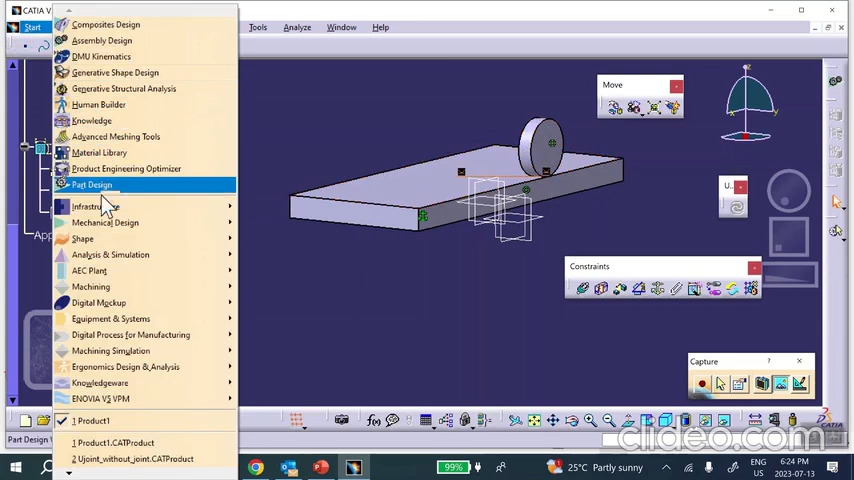 CATIA V
Start
Tools
Analyze
Window
Help
Composites Design
Assembly Design
DMU Kinematics
Generative Shape Design
Generative Structural Analysis
Human Builder
Knowledge
Advanced Meshing Tools
Material Library
Product Engineering Optimizer
Part Design
Mechanical Design
Shape
Analysis & Simulation
AEC Plant
Machining
Digital Mockup
Equipment & Systems
Digital Process for Manufacturing
Machining Simulation
Ergonomics Design & Analysis
Knowledgeware
ENOVIA V5 VPM
1 Product1
1 Product1.CATProduct
2 Ujoint_without_joint.CATProduct
App
Move
z
U..
Constraints
Capture
?
f(x)
Part Design W
CATIA
clideo.com
99%
25°C Partly sunny
ENG
US
6:24 PM
2023-07-13